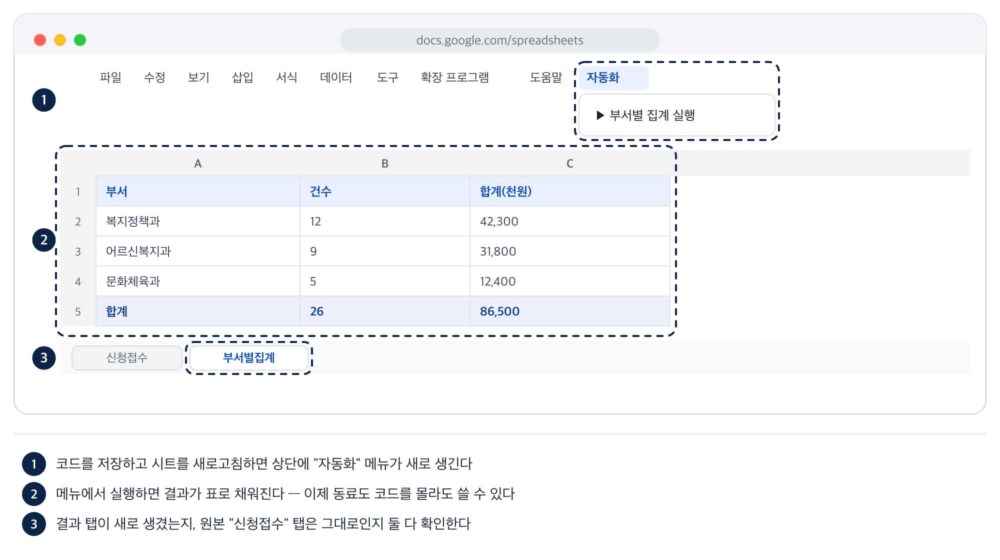 docs.google.com/spreadsheets
파일 수정 보기 삽입 서식 데이터 도구 확장 프로그램 도움말 자동화
1
▶ 부서별 집계 실행
A B C
1 부서 건수 합계(천원)
2 복지정책과 12 42,300
2
3 어르신복지과 9 31,800
4 문화체육과 5 12,400
5 합계 26 86,500
3 신청접수 부서별집계
1 코드를 저장하고 시트를 새로고침하면 상단에 "자동화" 메뉴가 새로 생긴다
2 메뉴에서 실행하면 결과가 표로 채워진다 — 이제 동료도 코드를 몰라도 쓸 수 있다
3 결과 탭이 새로 생겼는지, 원본 "신청접수" 탭은 그대로인지 둘 다 확인한다